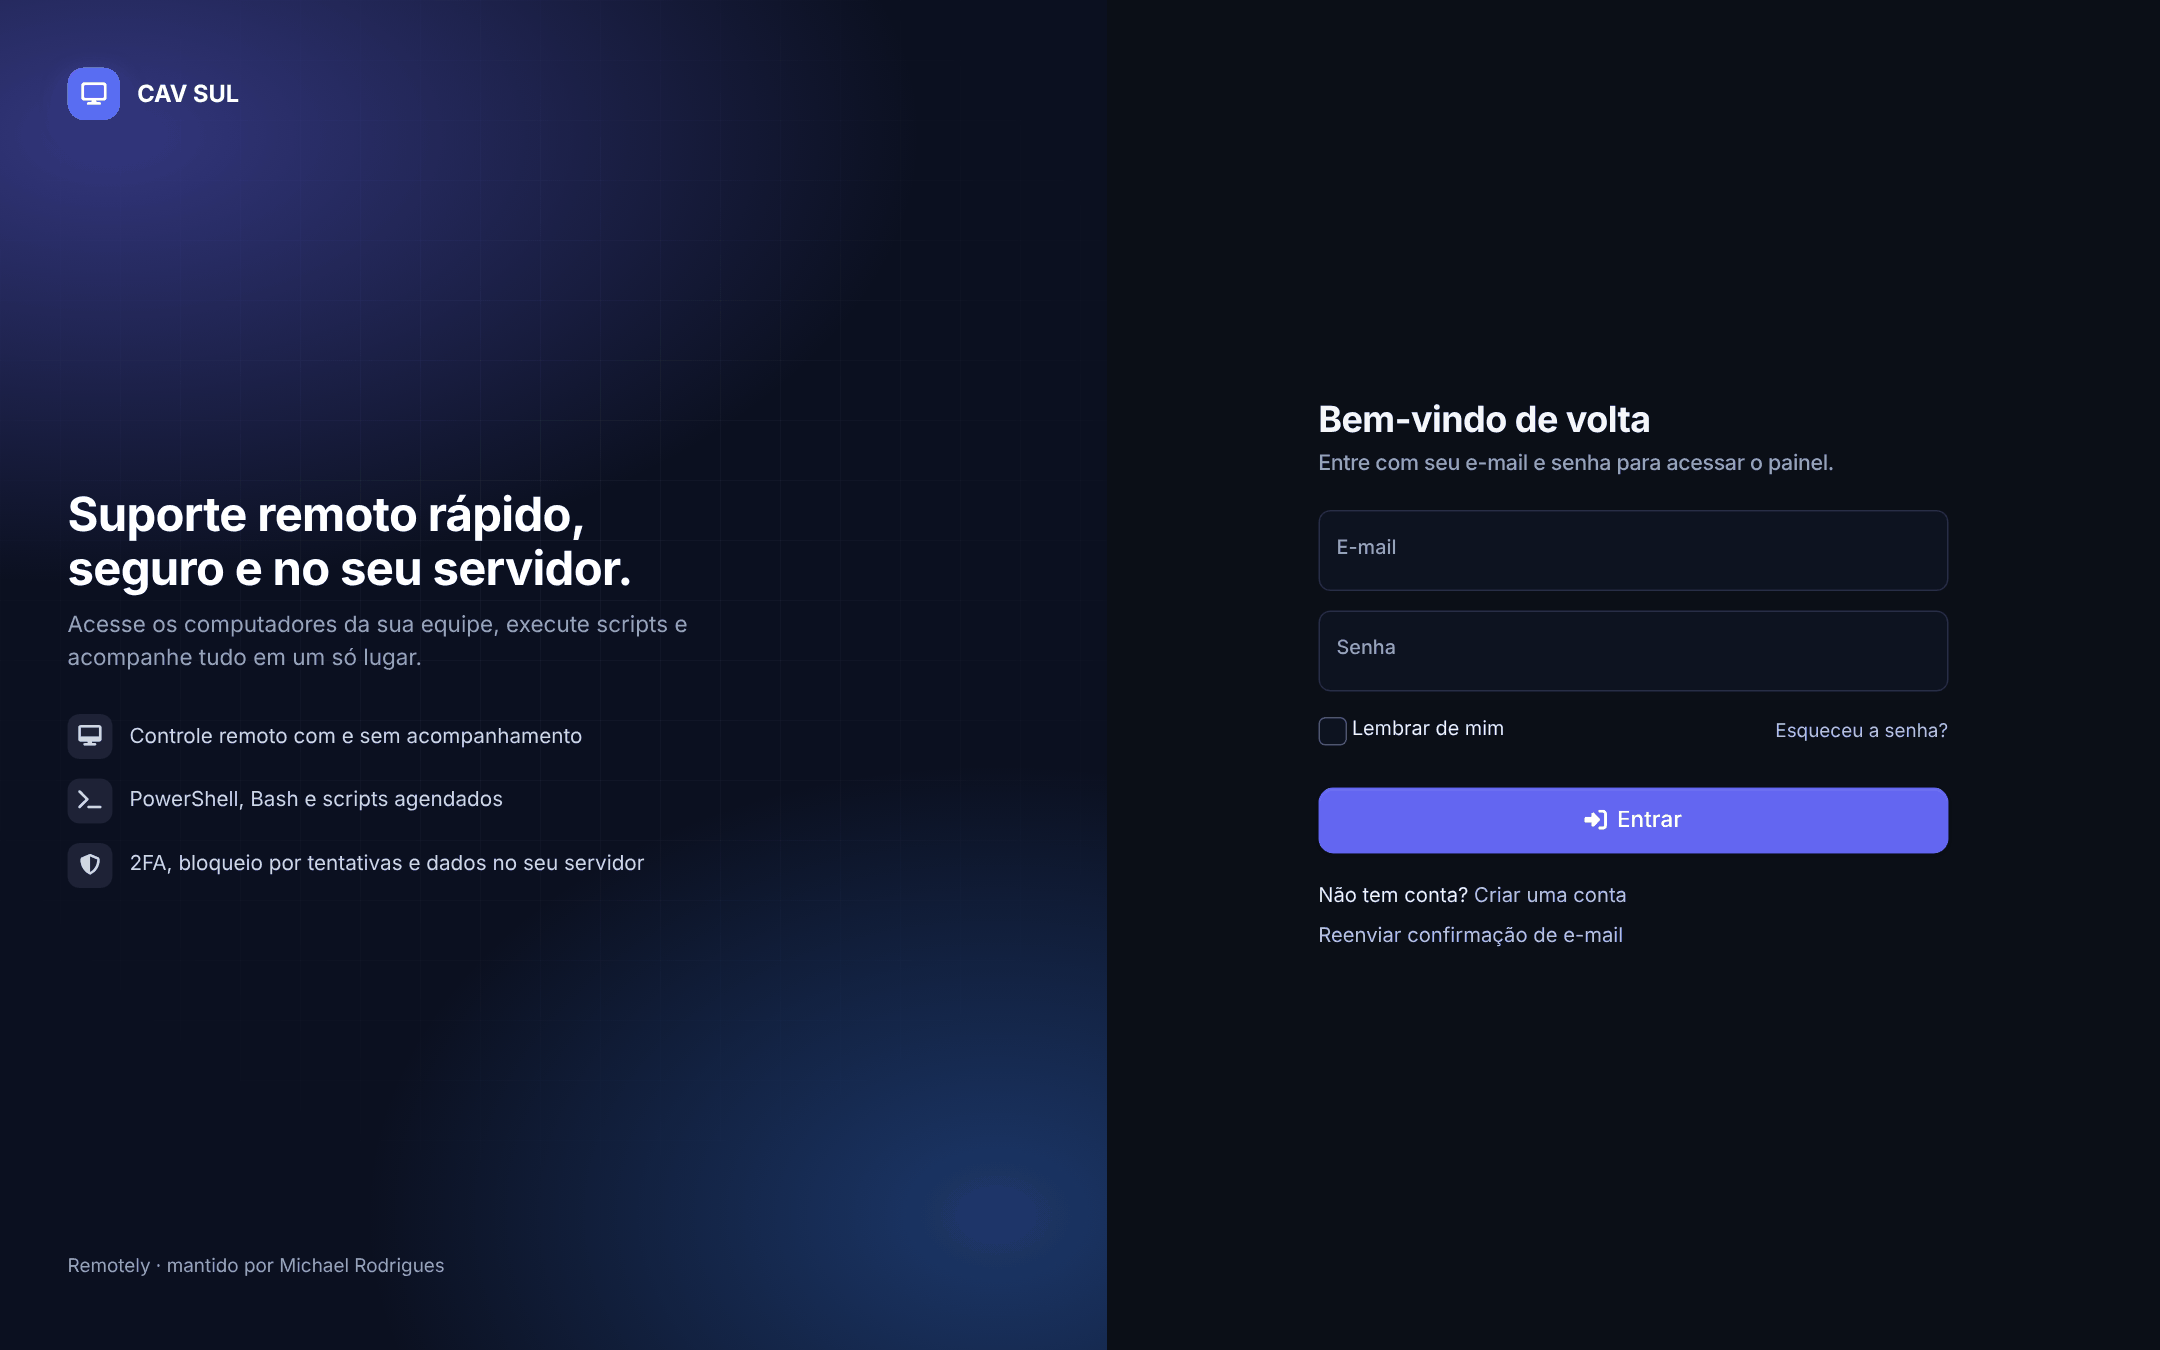 CAV SUL
Suporte remoto rápido,
seguro e no seu servidor.
Acesse os computadores da sua equipe, execute scripts e
acompanhe tudo em um só lugar.
Controle remoto com e sem acompanhamento
PowerShell, Bash e scripts agendados
2FA, bloqueio por tentativas e dados no seu servidor
Remotely · mantido por Michael Rodrigues
Bem-vindo de volta
Entre com seu e-mail e senha para acessar o painel.
E-mail
Senha
Lembrar de mim
Esqueceu a senha?
Entrar
Não tem conta? Criar uma conta
Reenviar confirmação de e-mail